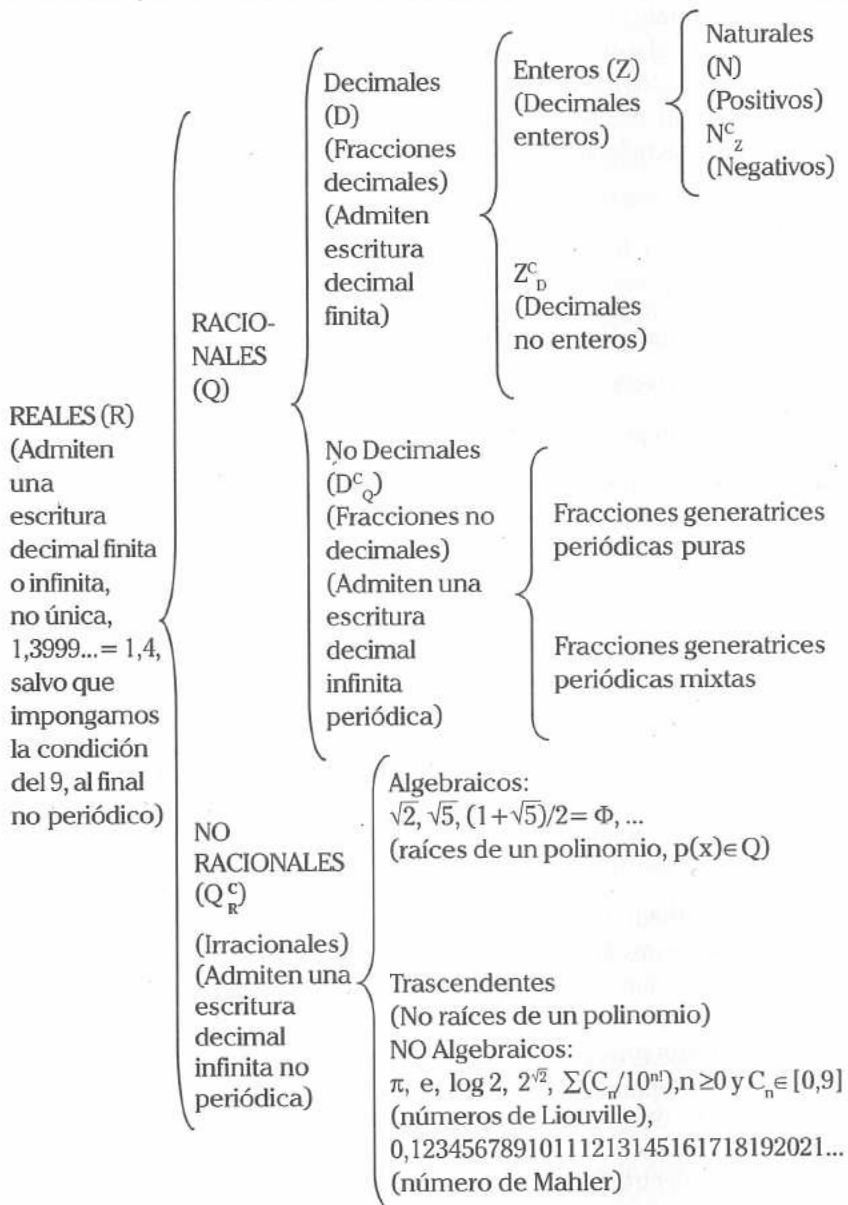 REALES (R)
(Admiten
una
escritura
decimal finita
o infinita,
no única,
1,3999...= 1,4,
salvo que
impongamos
la condición
del 9, al final
no periódico)
RACIO-
NALES
(Q)
Decimales
(D)
(Fracciones
decimales)
(Admiten
escritura
decimal
finita)
Enteros (Z)
(Decimales
enteros)
Naturales
(N)
(Positivos)
N^C_Z
(Negativos)
Z^C_D
(Decimales
no enteros)
No Decimales
(D^C_Q)
(Fracciones no
decimales)
(Admiten una
escritura
decimal
infinita
periódica)
Fracciones generatrices
periódicas puras
Fracciones generatrices
periódicas mixtas
NO
RACIONALES
(Q^C_R)
(Irracionales)
(Admiten una
escritura
decimal
infinita no
periódica)
Algebraicos:
√2, √5, (1+√5)/2= Φ, ...
(raíces de un polinomio, p(x)∈Q)
Trascendentes
(No raíces de un polinomio)
NO Algebraicos:
π, e, log 2, 2^√2, ∑(C_n/10^n!),n ≥0 y C_n∈[0,9]
(números de Liouville),
0,12345678910111213145161718192021...
(número de Mahler)